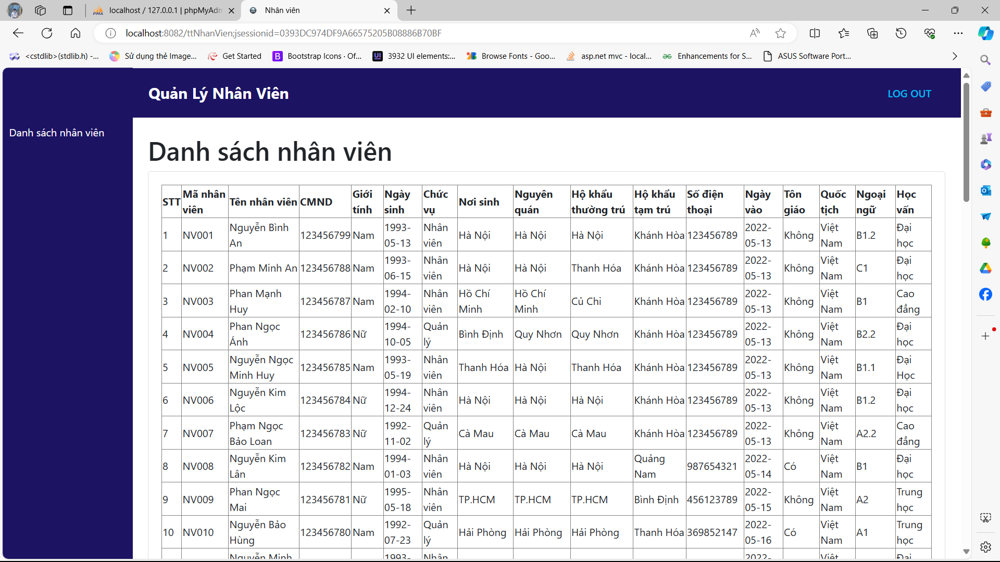 localhost / 127.0.0.1 | phpMyAdm
Nhân viên
localhost:8082/ttNhanVien;jsessionid=0393DC974DF9A66575205B08886B70BF
<cstdlib>(stdlib.h) -...
Sử dụng thẻ Image...
Get Started
Bootstrap Icons · Of...
3932 UI elements:...
Browse Fonts - Goo...
asp.net mvc - local...
Enhancements for S...
ASUS Software Port...
Quản Lý Nhân Viên
LOG OUT
Danh sách nhân viên
Danh sách nhân viên
STT Mã nhân viên Tên nhân viên CMND Giới tính Ngày sinh Chức vụ Nơi sinh Nguyên quán Hộ khẩu thường trú Hộ khẩu tạm trú Số điện thoại Ngày vào Tôn giáo Quốc tịch Ngoại ngữ Học vấn
1 NV001 Nguyễn Bình An 123456799 Nam 1993-05-13 Nhân viên Hà Nội Hà Nội Hà Nội Khánh Hòa 123456789 2022-05-13 Không Việt Nam B1.2 Đại học
2 NV002 Phạm Minh An 123456788 Nam 1993-06-15 Nhân viên Hà Nội Hà Nội Thanh Hóa Khánh Hòa 123456789 2022-05-13 Không Việt Nam C1 Đại học
3 NV003 Phan Mạnh Huy 123456787 Nam 1994-02-10 Nhân viên Hồ Chí Minh Hồ Chí Minh Củ Chi Khánh Hòa 123456789 2022-05-13 Không Việt Nam B1 Cao đẳng
4 NV004 Phan Ngọc Ánh 123456786 Nữ 1994-10-05 Quản lý Bình Định Quy Nhơn Quy Nhơn Khánh Hòa 123456789 2022-05-13 Không Việt Nam B2.2 Đại học
5 NV005 Nguyễn Ngọc Minh Huy 123456785 Nam 1993-05-19 Nhân viên Thanh Hóa Hà Nội Thanh Hóa Khánh Hòa 123456789 2022-05-13 Không Việt Nam B1.1 Đại Học
6 NV006 Nguyễn Kim Lộc 123456784 Nữ 1994-12-24 Nhân viên Hà Nội Hà Nội Hà Nội Khánh Hòa 123456789 2022-05-13 Không Việt Nam B1.2 Đại học
7 NV007 Phạm Ngọc Bảo Loan 123456783 Nữ 1992-11-02 Quản lý Cà Mau Cà Mau Cà Mau Khánh Hòa 123456789 2022-05-13 Không Việt Nam A2.2 Cao đẳng
8 NV008 Nguyễn Kim Lân 123456782 Nam 1994-01-03 Nhân viên Hà Nội Hà Nội Hà Nội Quảng Nam 987654321 2022-05-14 Có Việt Nam B1 Đại học
9 NV009 Phan Ngọc Mai 123456781 Nữ 1995-05-18 Nhân viên TP.HCM TP.HCM TP.HCM Bình Định 456123789 2022-05-15 Không Việt Nam A2 Trung học
10 NV010 Nguyễn Bảo Hùng 123456780 Nam 1992-07-23 Quản lý Hải Phòng Hải Phòng Hải Phòng Thanh Hóa 369852147 2022-05-16 Có Việt Nam A1 Trung học
Nguyễn Minh 1993- Nhân 2022- Việt Đại